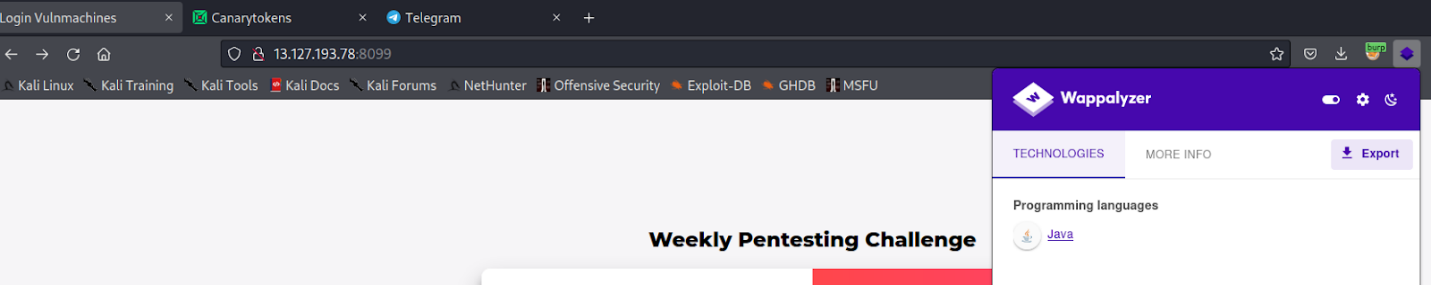 Login Vulnmachines
Canarytokens
Telegram
13.127.193.78:8099
burp
Kali Linux Kali Training Kali Tools Kali Docs Kali Forums NetHunter Offensive Security Exploit-DB GHDB MSFU
W Wappalyzer
TECHNOLOGIES MORE INFO Export
Programming languages
Java
Weekly Pentesting Challenge